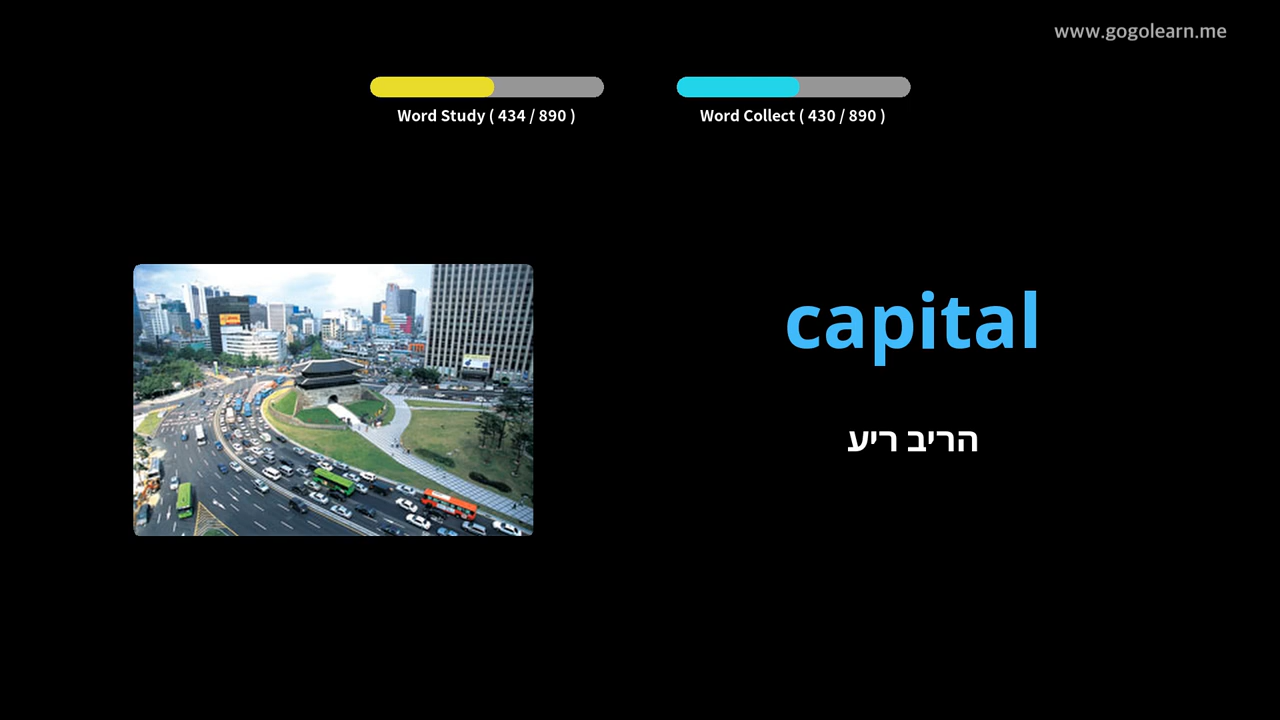 www.gogolearn.me
Word Study ( 434 / 890 )
Word Collect ( 430 / 890 )
capital
הריב ריע